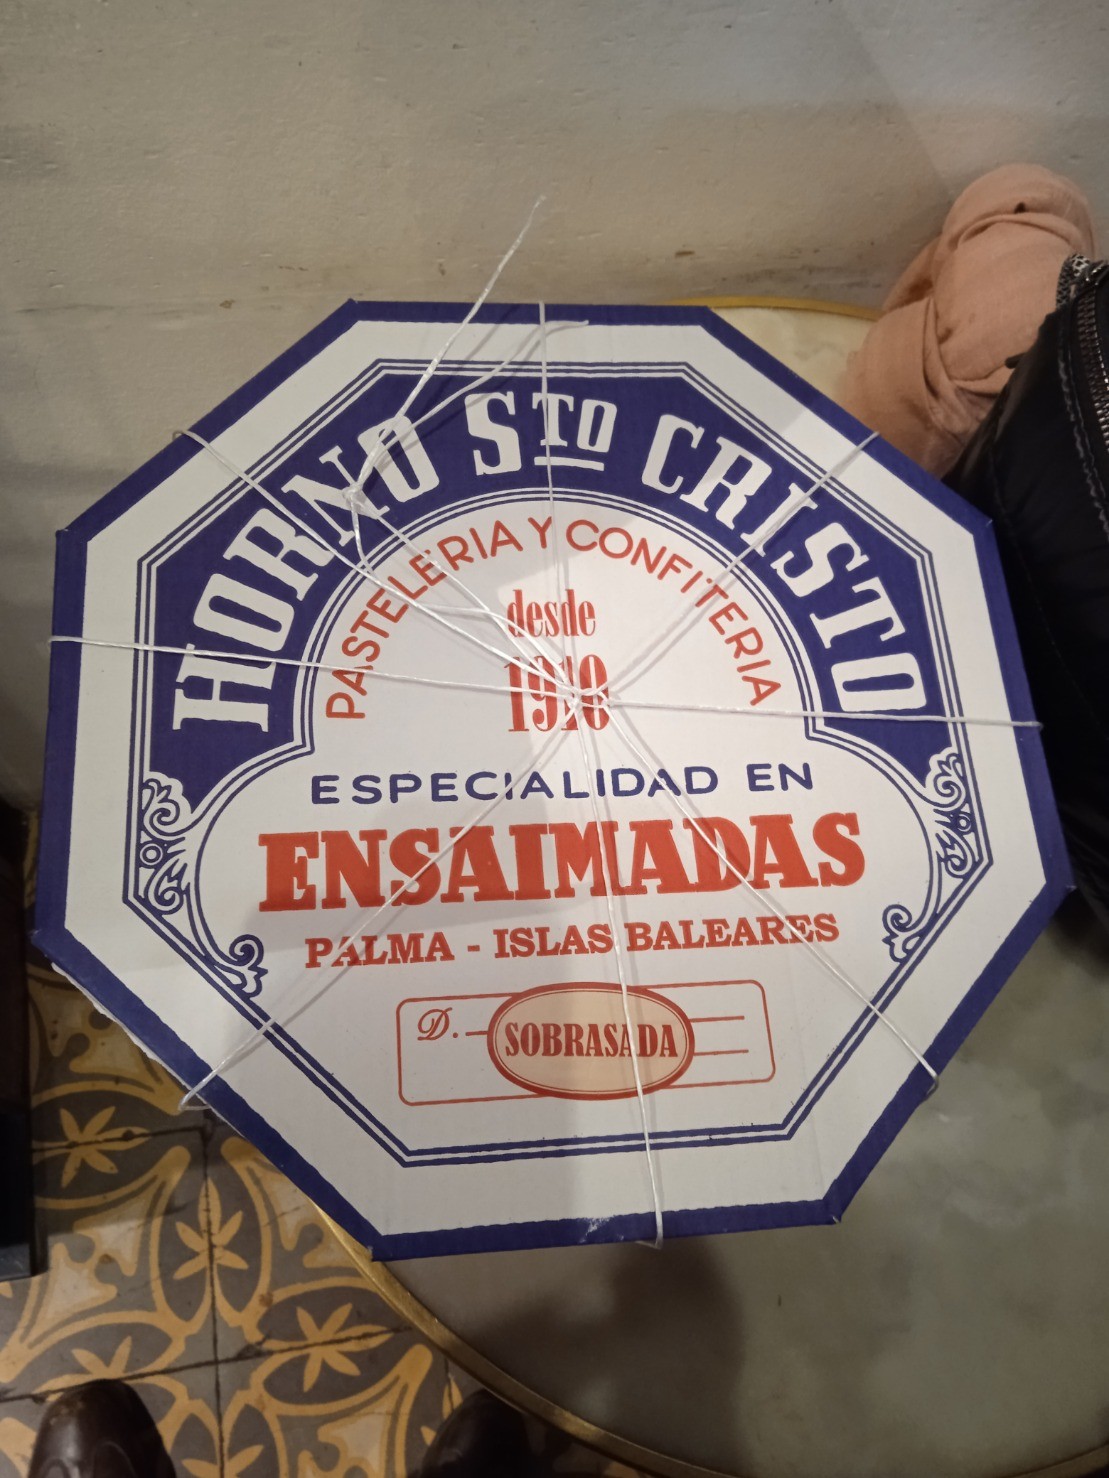 HORNO STO CRISTO
PASTELERIA Y CONFITERIA
desde
1910
ESPECIALIDAD EN
ENSAIMADAS
PALMA - ISLAS BALEARES
D.
SOBRASADA